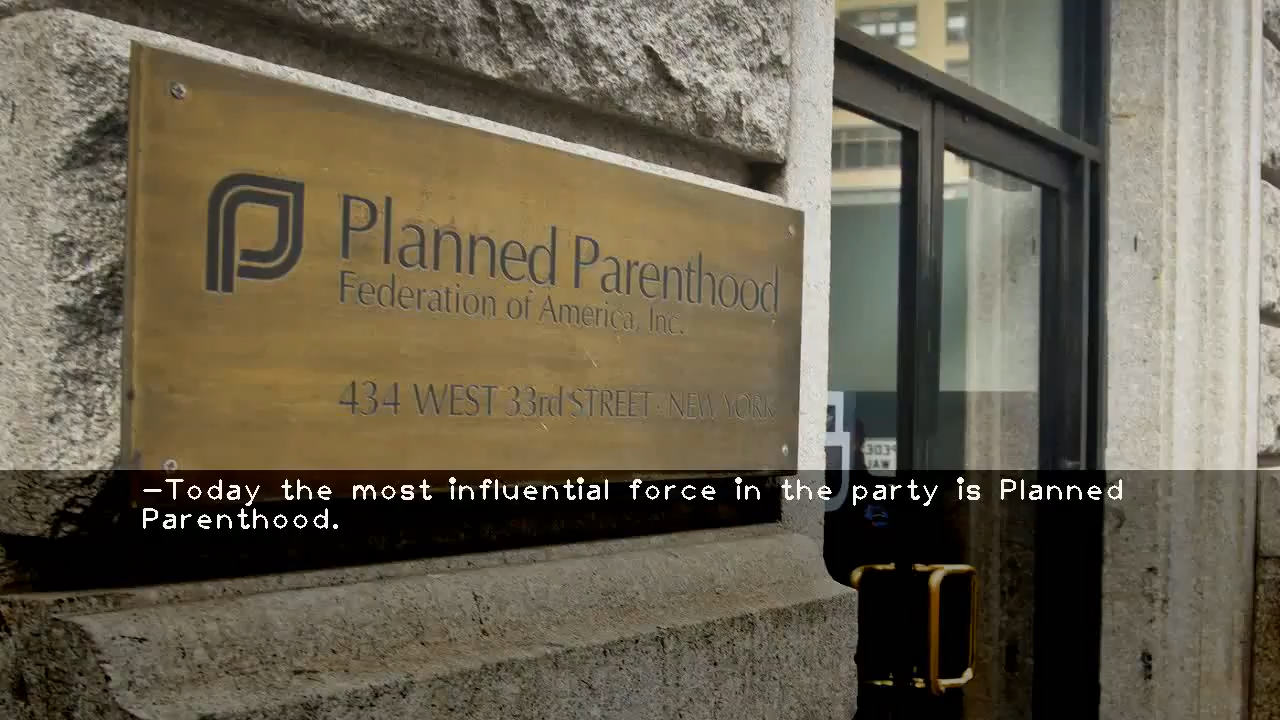 Planned Parenthood
Federation of America, Inc.
434 WEST 33rd STREET · NEW YORK
—Today the most influential force in the party is Planned
Parenthood.